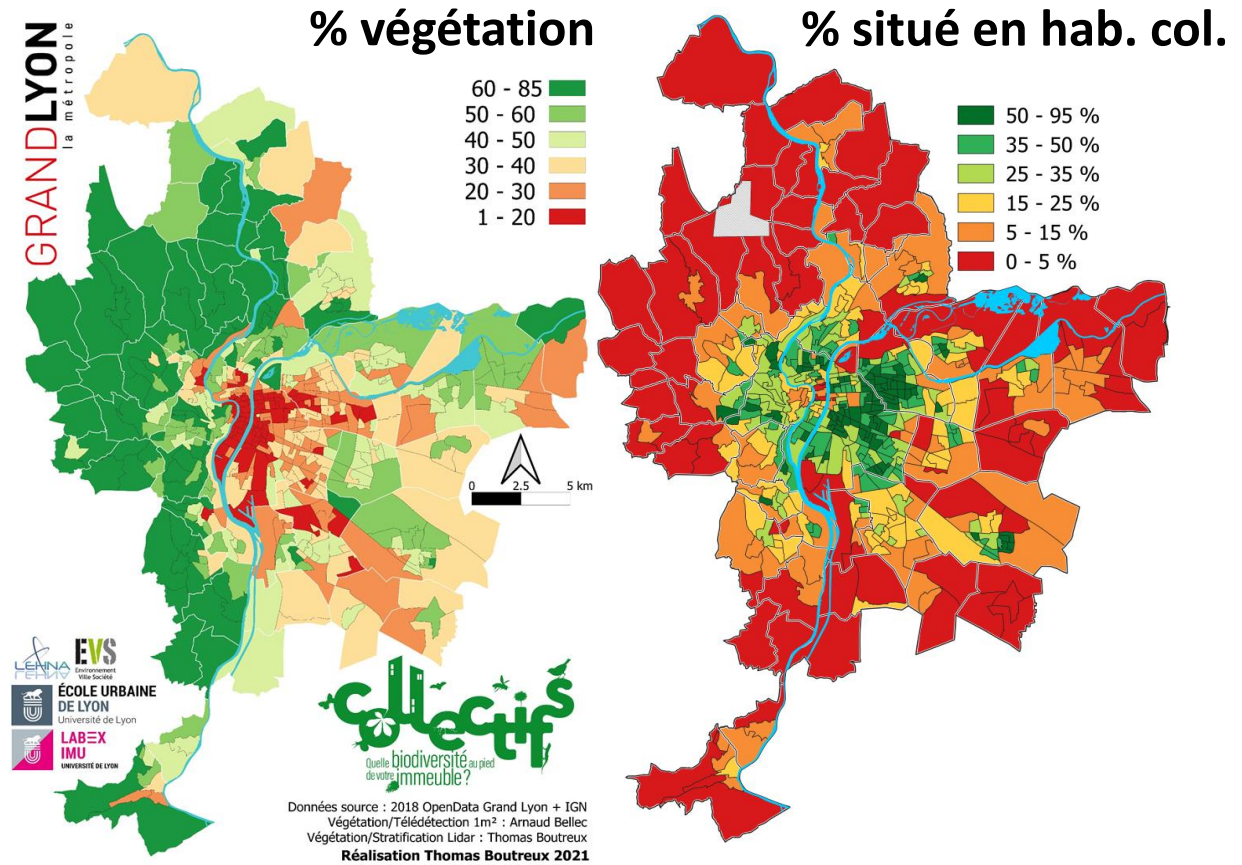 % végétation
% situé en hab. col.
GRANDLYON
la métropole
60 - 85
50 - 60
40 - 50
30 - 40
20 - 30
1 - 20
50 - 95 %
35 - 50 %
25 - 35 %
15 - 25 %
5 - 15 %
0 - 5 %
0 2.5 5 km
LEHNA
EVS
Environnement
Ville Société
ÉCOLE URBAINE
DE LYON
Université de Lyon
LABEX
IMU
UNIVERSITÉ DE LYON
collectifs
Quelle biodiversité au pied
de votre immeuble ?
Données source : 2018 OpenData Grand Lyon + IGN
Végétation/Télédétection 1m² : Arnaud Bellec
Végétation/Stratification Lidar : Thomas Boutreux
Réalisation Thomas Boutreux 2021